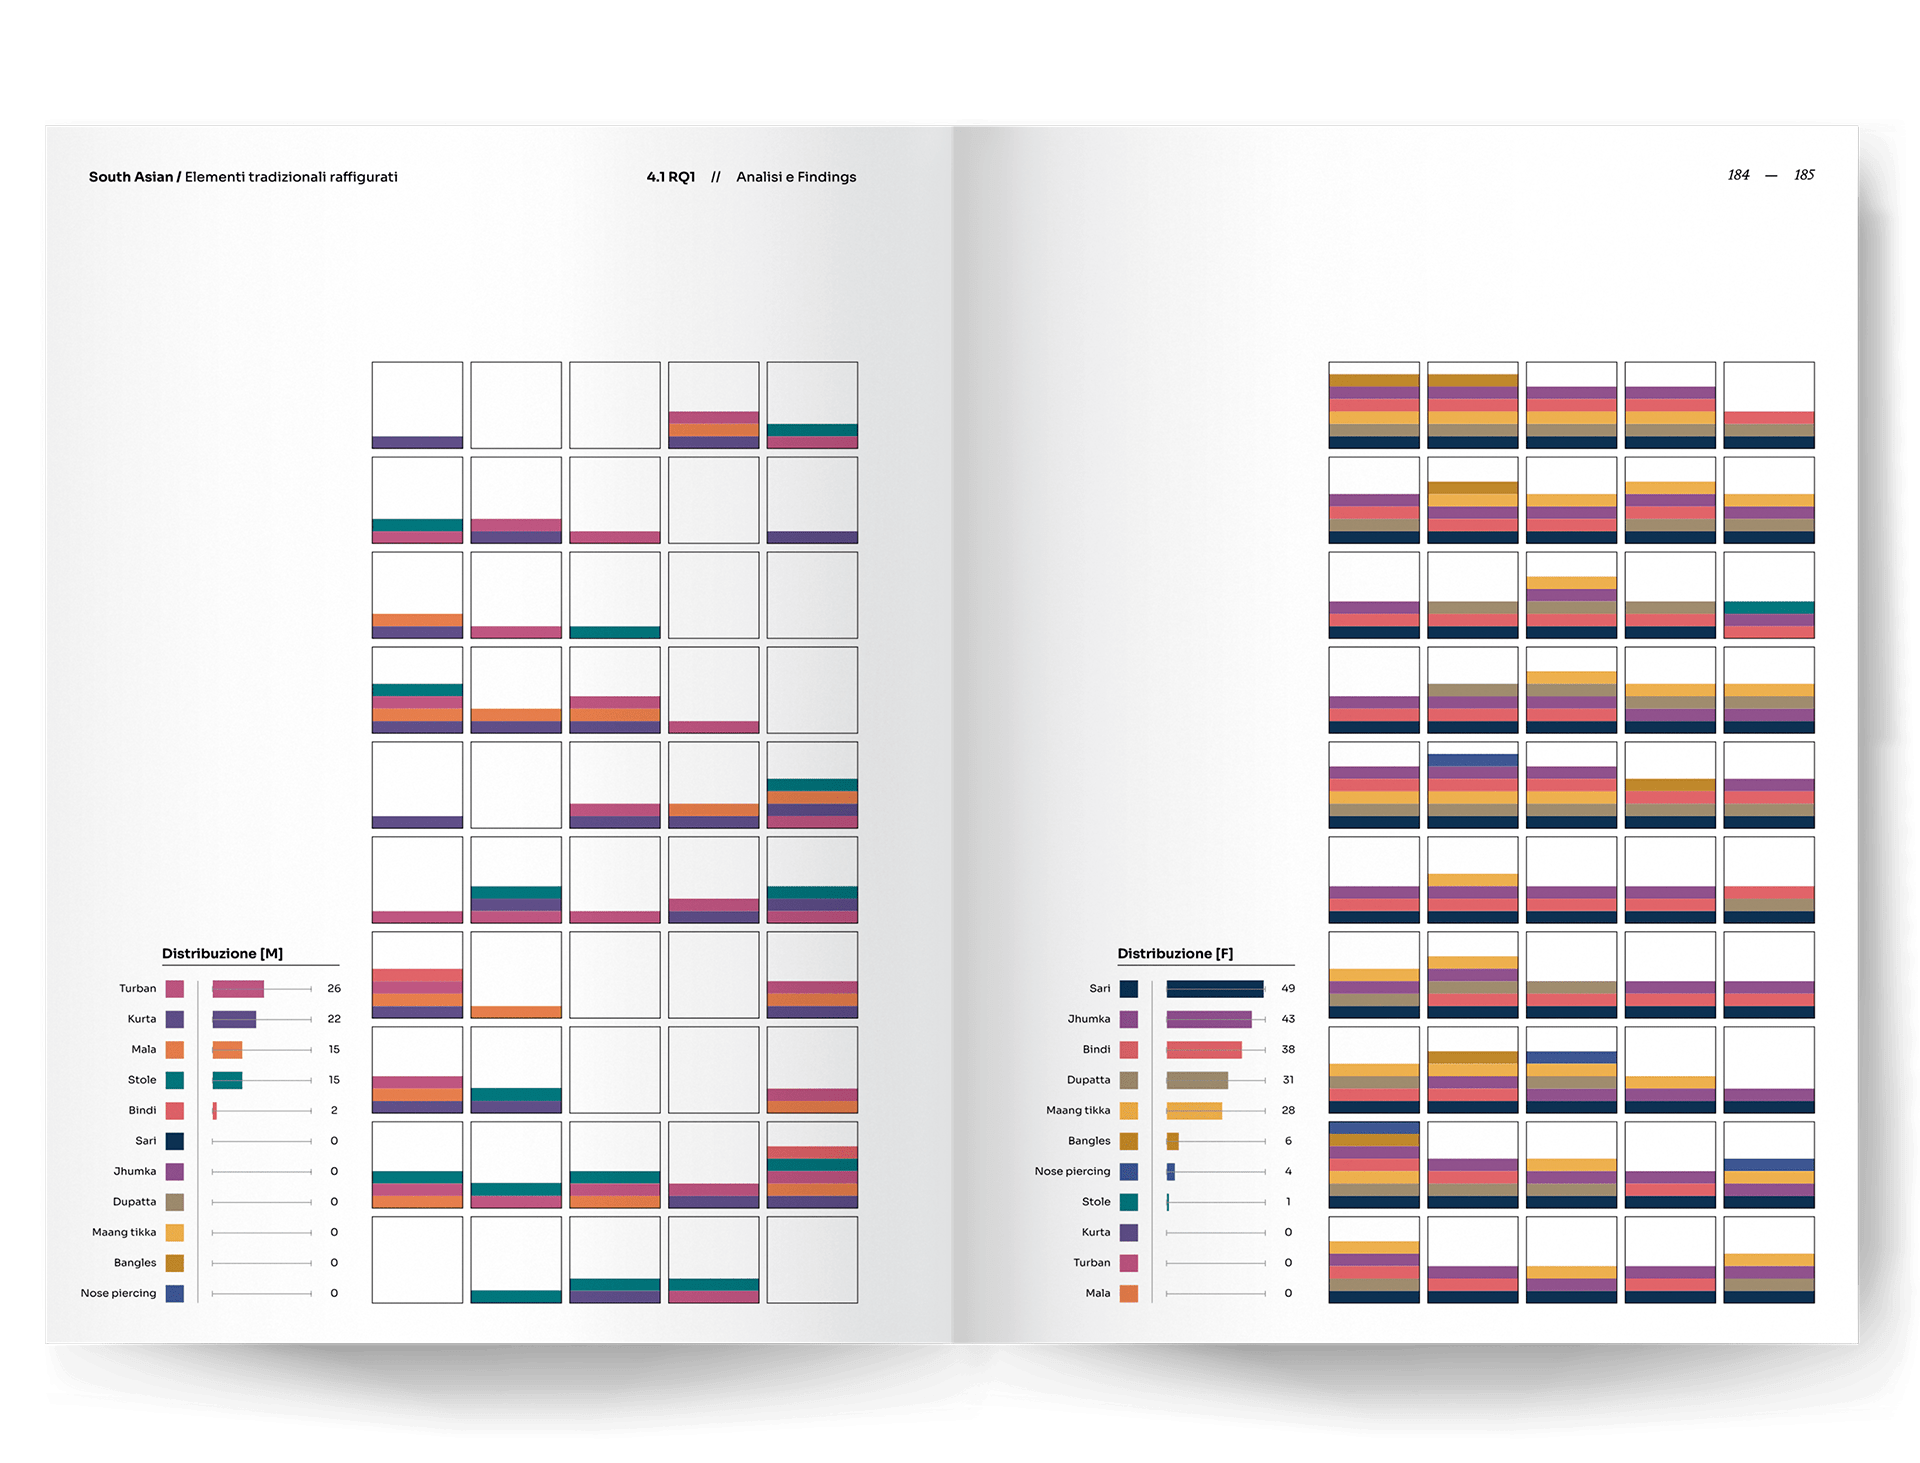 South Asian / Elementi tradizionali raffigurati
4.1 RQ1 // Analisi e Findings
184 — 185
Distribuzione [M]
Turban 26
Kurta 22
Mala 15
Stole 15
Bindi 2
Sari 0
Jhumka 0
Dupatta 0
Maang tikka 0
Bangles 0
Nose piercing 0
Distribuzione [F]
Sari 49
Jhumka 43
Bindi 38
Dupatta 31
Maang tikka 28
Bangles 6
Nose piercing 4
Stole 1
Kurta 0
Turban 0
Mala 0